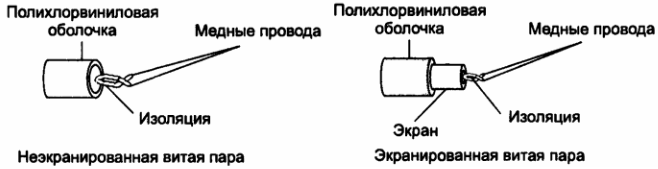 Полихлорвиниловая
оболочка
Медные провода
Изоляция
Неэкранированная витая пара
Полихлорвиниловая
оболочка
Медные провода
Экран
Изоляция
Экранированная витая пара